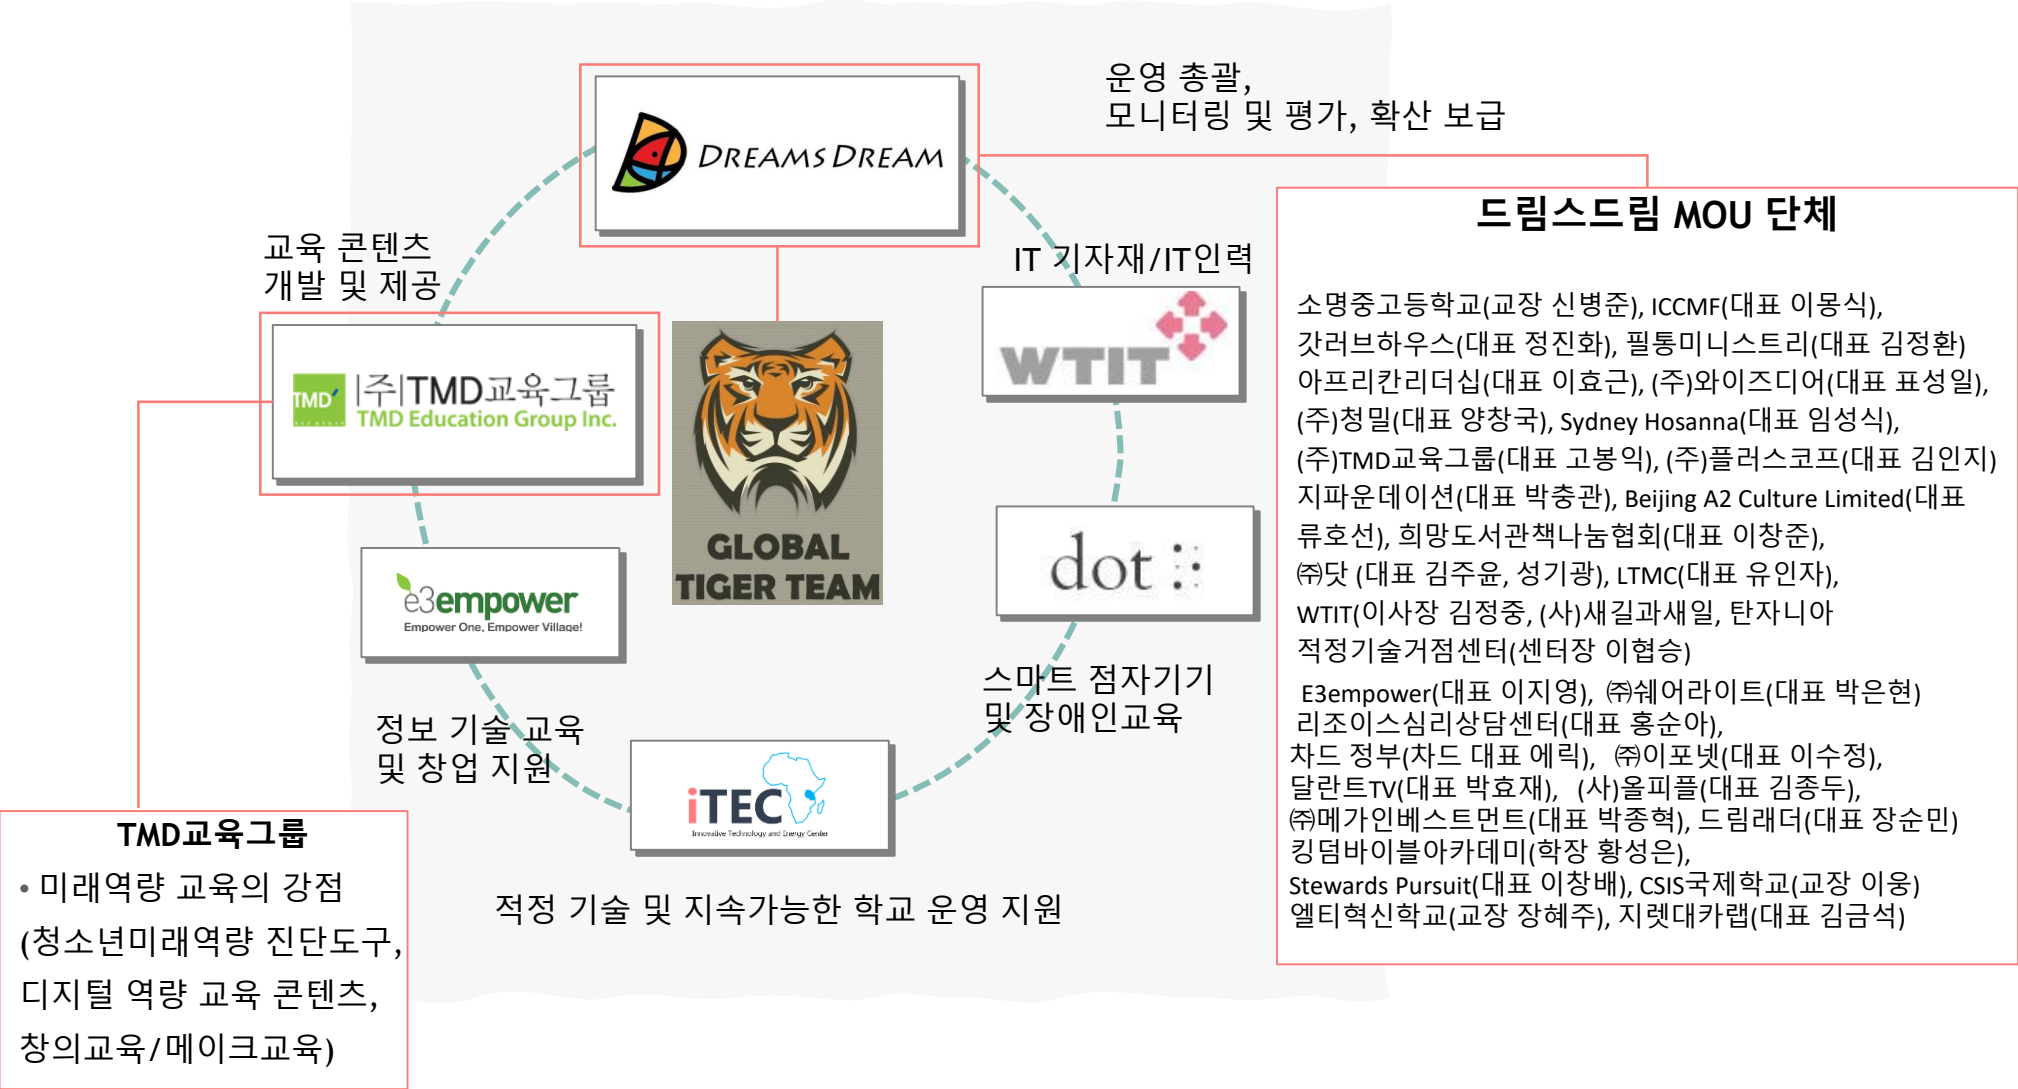 운영 총괄,
모니터링 및 평가, 확산 보급
DREAMS DREAM
드림스드림 MOU 단체
교육 콘텐츠
개발 및 제공
IT 기자재/IT인력
WTIT
TMD' |주|TMD교육그룹
TMD Education Group Inc.
GLOBAL
TIGER TEAM
dot
e3empower
Empower One, Empower Village!
스마트 점자기기
및 장애인교육
정보 기술 교육
및 창업 지원
iTEC
Innovative Technology and Energy Center
적정 기술 및 지속가능한 학교 운영 지원
소명중고등학교(교장 신병준), ICCMF(대표 이몽식),
갓러브하우스(대표 정진화), 필통미니스트리(대표 김정환)
아프리칸리더십(대표 이효근), (주)와이즈디어(대표 표성일),
(주)청밀(대표 양창국), Sydney Hosanna(대표 임성식),
(주)TMD교육그룹(대표 고봉익), (주)플러스코프(대표 김인지)
지파운데이션(대표 박충관), Beijing A2 Culture Limited(대표
류호선), 희망도서관책나눔협회(대표 이창준),
㈜닷 (대표 김주윤, 성기광), LTMC(대표 유인자),
WTIT(이사장 김정중, (사)새길과새일, 탄자니아
적정기술거점센터(센터장 이협승)
E3empower(대표 이지영), ㈜쉐어라이트(대표 박은현)
리조이스심리상담센터(대표 홍순아),
차드 정부(차드 대표 에릭), ㈜이포넷(대표 이수정),
달란트TV(대표 박효재), (사)올피플(대표 김종두),
㈜메가인베스트먼트(대표 박종혁), 드림래더(대표 장순민)
킹덤바이블아카데미(학장 황성은),
Stewards Pursuit(대표 이창배), CSIS국제학교(교장 이웅)
엘티혁신학교(교장 장혜주), 지렛대카랩(대표 김금석)
TMD교육그룹
• 미래역량 교육의 강점
(청소년미래역량 진단도구,
디지털 역량 교육 콘텐츠,
창의교육/메이크교육)